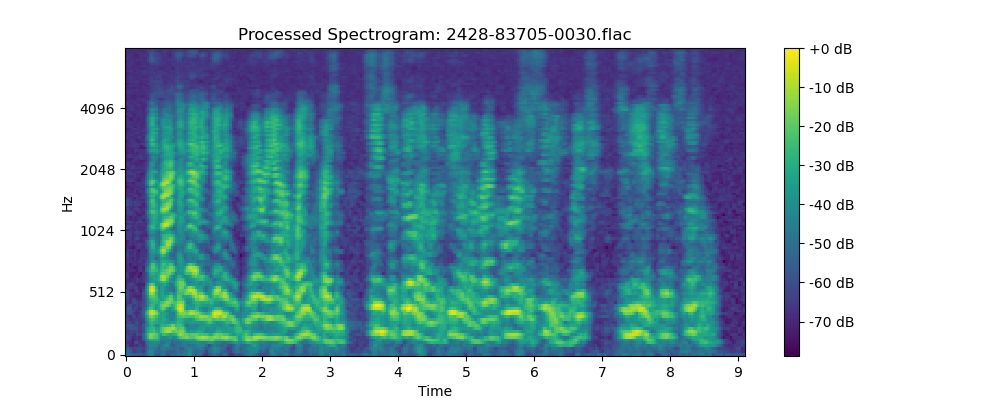 Processed Spectrogram: 2428-83705-0030.flac
Hz
4096
2048
1024
512
0
0 1 2 3 4 5 6 7 8 9
Time
+0 dB
-10 dB
-20 dB
-30 dB
-40 dB
-50 dB
-60 dB
-70 dB